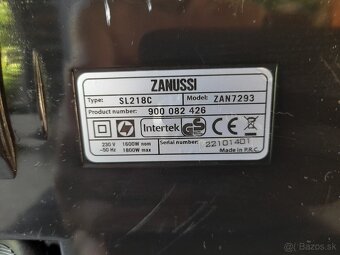 ZANUSSI
Type: SL218C Model: ZAN7293
Product number: 900 082 426
Intertek GS
230 V 1600W nom Serial number: 22101401
~50 Hz 1800W max Made in P.R.C.
Bazos.sk